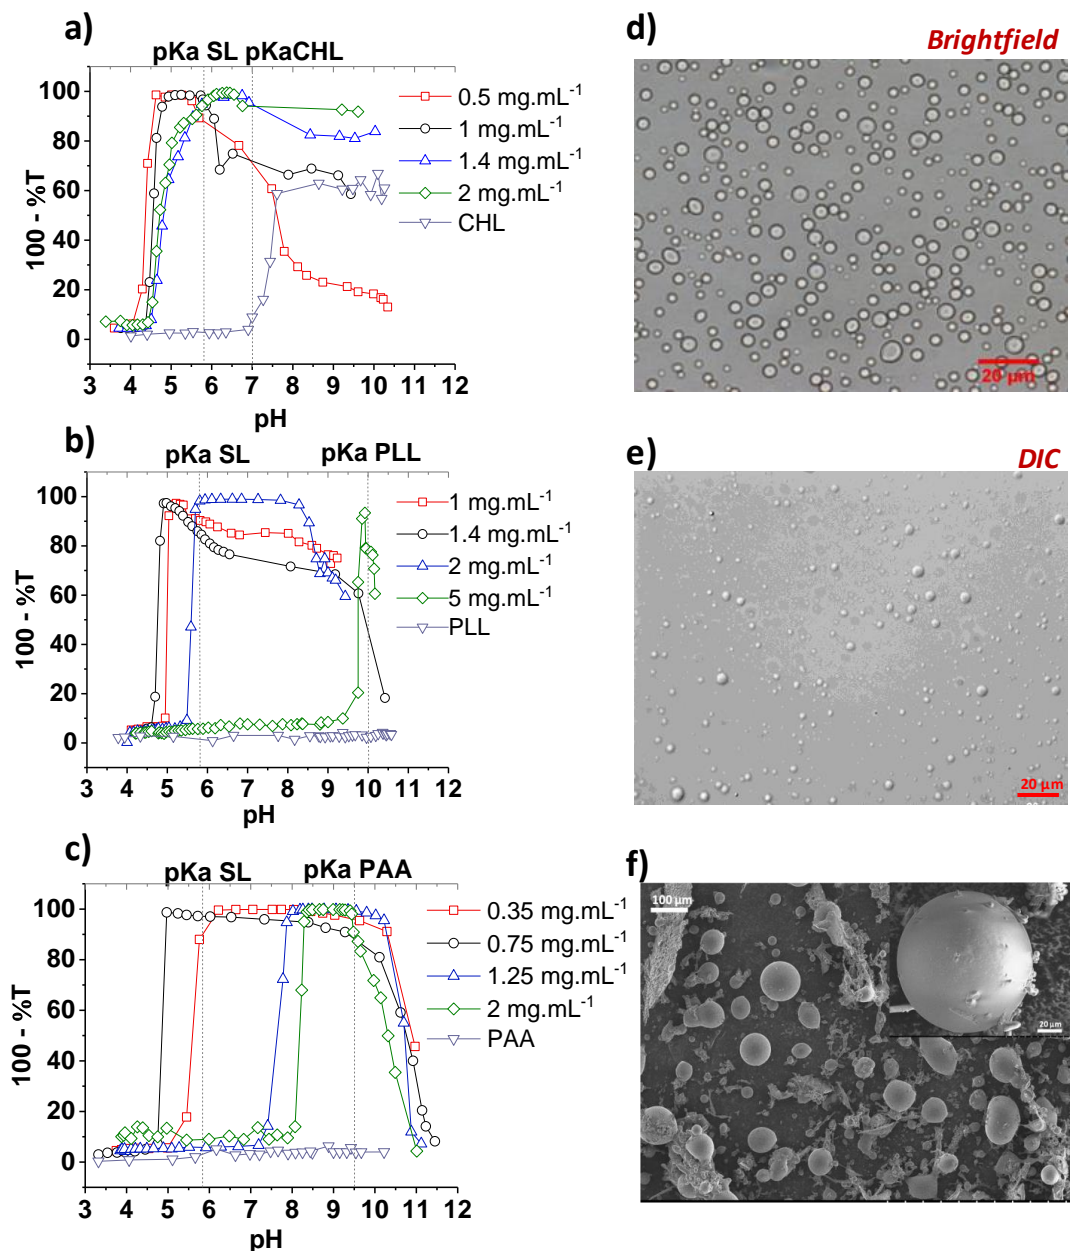 a)
pKa SL pKaCHL
100
80
60
40
20
0
100 - %T
3 4 5 6 7 8 9 10 11 12
pH
0.5 mg.mL⁻¹
1 mg.mL⁻¹
1.4 mg.mL⁻¹
2 mg.mL⁻¹
CHL
b)
pKa SL pKa PLL
100
80
60
40
20
0
100 - %T
3 4 5 6 7 8 9 10 11 12
pH
1 mg.mL⁻¹
1.4 mg.mL⁻¹
2 mg.mL⁻¹
5 mg.mL⁻¹
PLL
c)
pKa SL pKa PAA
100
80
60
40
20
0
100 - %T
3 4 5 6 7 8 9 10 11 12
pH
0.35 mg.mL⁻¹
0.75 mg.mL⁻¹
1.25 mg.mL⁻¹
2 mg.mL⁻¹
PAA
d)
Brightfield
20 µm
e)
DIC
20 µm
f)
100 µm
20 µm